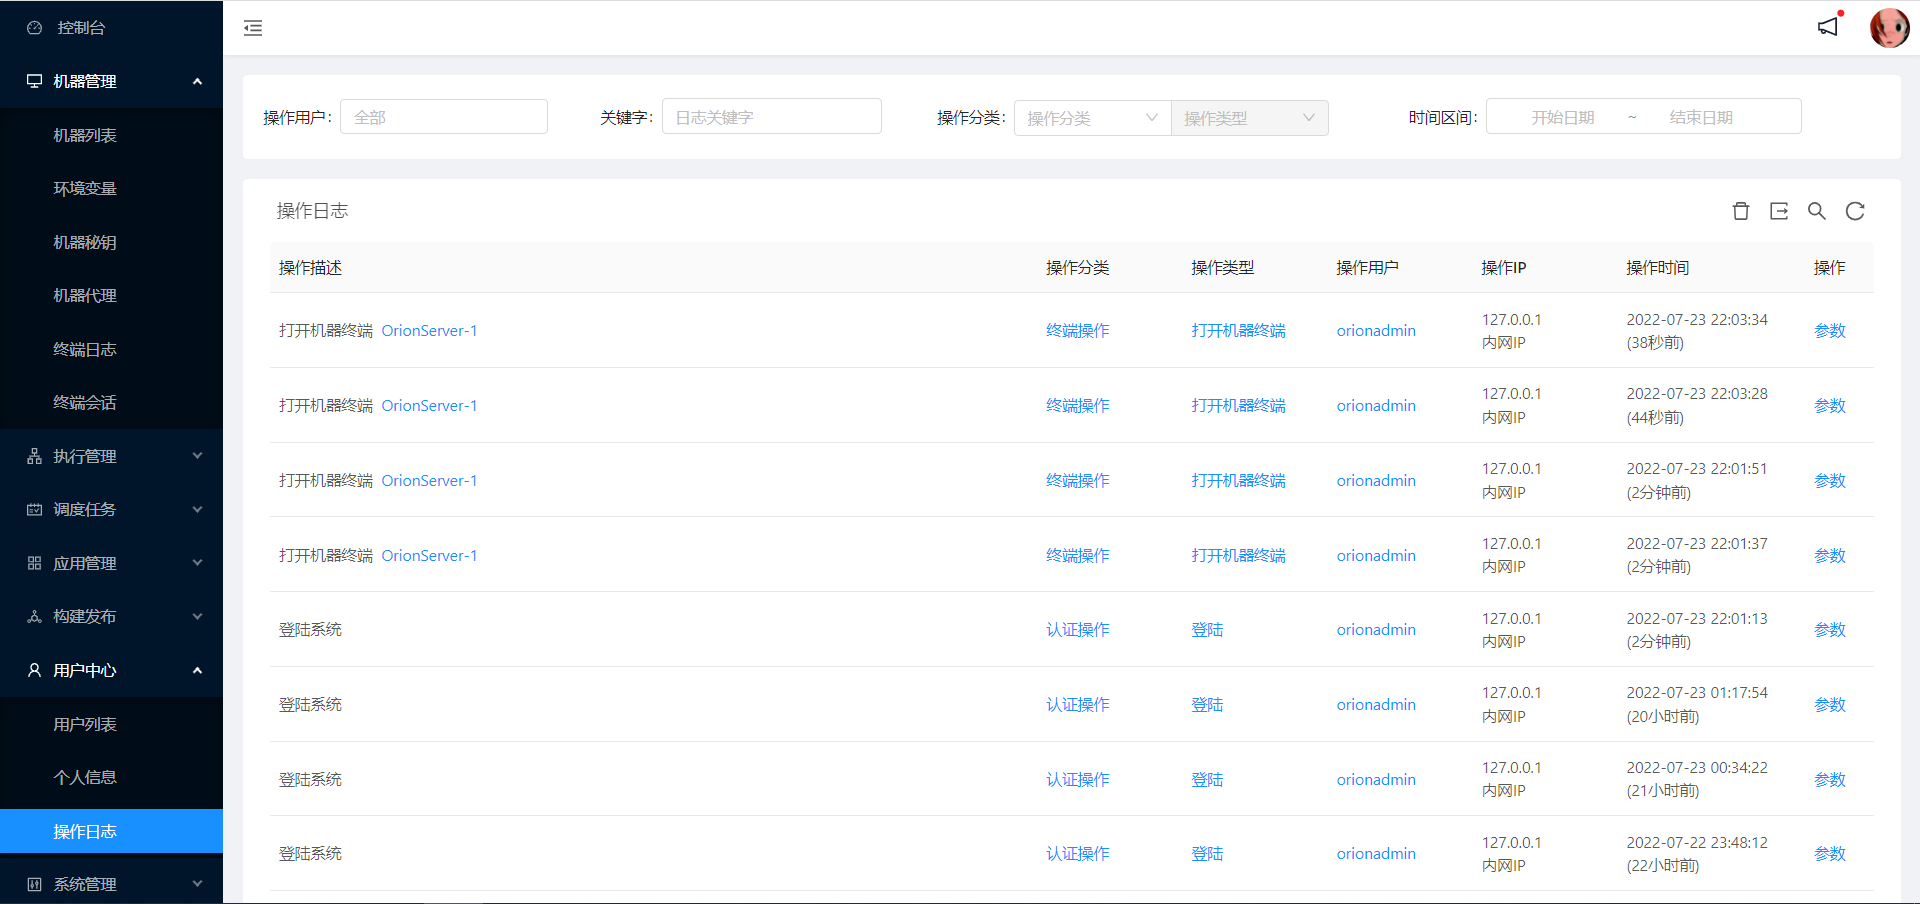 控制台
机器管理
机器列表
环境变量
机器秘钥
机器代理
终端日志
终端会话
执行管理
调度任务
应用管理
构建发布
用户中心
用户列表
个人信息
操作日志
系统管理
操作用户: 全部 关键字: 日志关键字 操作分类: 操作分类 操作类型 时间区间: 开始日期 ~ 结束日期
操作日志
操作描述 操作分类 操作类型 操作用户 操作IP 操作时间 操作
打开机器终端 OrionServer-1 终端操作 打开机器终端 orionadmin 127.0.0.1 2022-07-23 22:03:34 参数
内网IP (38秒前)
打开机器终端 OrionServer-1 终端操作 打开机器终端 orionadmin 127.0.0.1 2022-07-23 22:03:28 参数
内网IP (44秒前)
打开机器终端 OrionServer-1 终端操作 打开机器终端 orionadmin 127.0.0.1 2022-07-23 22:01:51 参数
内网IP (2分钟前)
打开机器终端 OrionServer-1 终端操作 打开机器终端 orionadmin 127.0.0.1 2022-07-23 22:01:37 参数
内网IP (2分钟前)
登陆系统 认证操作 登陆 orionadmin 127.0.0.1 2022-07-23 22:01:13 参数
内网IP (2分钟前)
登陆系统 认证操作 登陆 orionadmin 127.0.0.1 2022-07-23 01:17:54 参数
内网IP (20小时前)
登陆系统 认证操作 登陆 orionadmin 127.0.0.1 2022-07-23 00:34:22 参数
内网IP (21小时前)
登陆系统 认证操作 登陆 orionadmin 127.0.0.1 2022-07-22 23:48:12 参数
内网IP (22小时前)